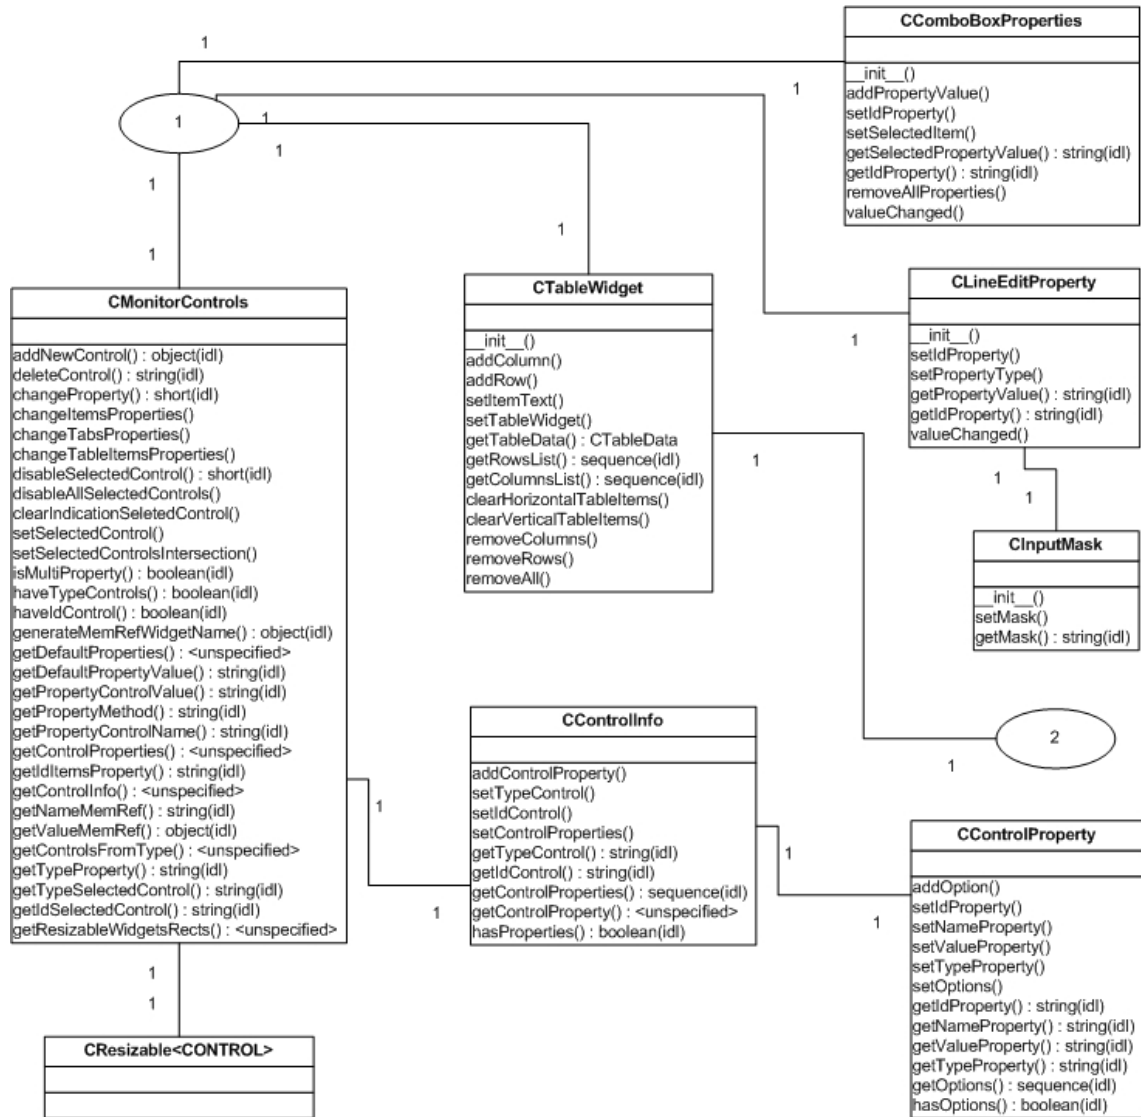 CComboBoxProperties
__init__()
addPropertyValue()
setIdProperty()
setSelectedItem()
getSelectedPropertyValue() : string(idl)
getIdProperty() : string(idl)
removeAllProperties()
valueChanged()
1
1
1
1
1
1
1
1
1
1
CMonitorControls
addNewControl() : object(idl)
deleteControl() : string(idl)
changeProperty() : short(idl)
changeItemsProperties()
changeTabsProperties()
changeTableItemsProperties()
disableSelectedControl() : short(idl)
disableAllSelectedControls()
clearIndicationSeletedControl()
setSelectedControl()
setSelectedControlsIntersection()
isMultiProperty() : boolean(idl)
haveTypeControls() : boolean(idl)
haveIdControl() : boolean(idl)
generateMemRefWidgetName() : object(idl)
getDefaultProperties() : <unspecified>
getDefaultPropertyValue() : string(idl)
getPropertyControlValue() : string(idl)
getPropertyMethod() : string(idl)
getPropertyControlName() : string(idl)
getControlProperties() : <unspecified>
getIdItemsProperty() : string(idl)
getControlInfo() : <unspecified>
getNameMemRef() : string(idl)
getValueMemRef() : object(idl)
getControlsFromType() : <unspecified>
getTypeProperty() : string(idl)
getTypeSelectedControl() : string(idl)
getIdSelectedControl() : string(idl)
getResizableWidgetsRects() : <unspecified>
CTableWidget
__init__()
addColumn()
addRow()
setItemText()
setTableWidget()
getTableData() : CTableData
getRowsList() : sequence(idl)
getColumnsList() : sequence(idl)
clearHorizontalTableItems()
clearVerticalTableItems()
removeColumns()
removeRows()
removeAll()
1
CLineEditProperty
__init__()
setIdProperty()
setPropertyType()
getPropertyValue() : string(idl)
getIdProperty() : string(idl)
valueChanged()
1
1
CInputMask
__init__()
setMask()
getMask() : string(idl)
2
1
CControlInfo
addControlProperty()
setTypeControl()
setIdControl()
setControlProperties()
getTypeControl() : string(idl)
getIdControl() : string(idl)
getControlProperties() : sequence(idl)
getControlProperty() : <unspecified>
hasProperties() : boolean(idl)
1
1
1
1
CControlProperty
addOption()
setIdProperty()
setNameProperty()
setValueProperty()
setTypeProperty()
setOptions()
getIdProperty() : string(idl)
getNameProperty() : string(idl)
getValueProperty() : string(idl)
getTypeProperty() : string(idl)
getOptions() : sequence(idl)
hasOptions() : boolean(idl)
1
1
CResizable<CONTROL>